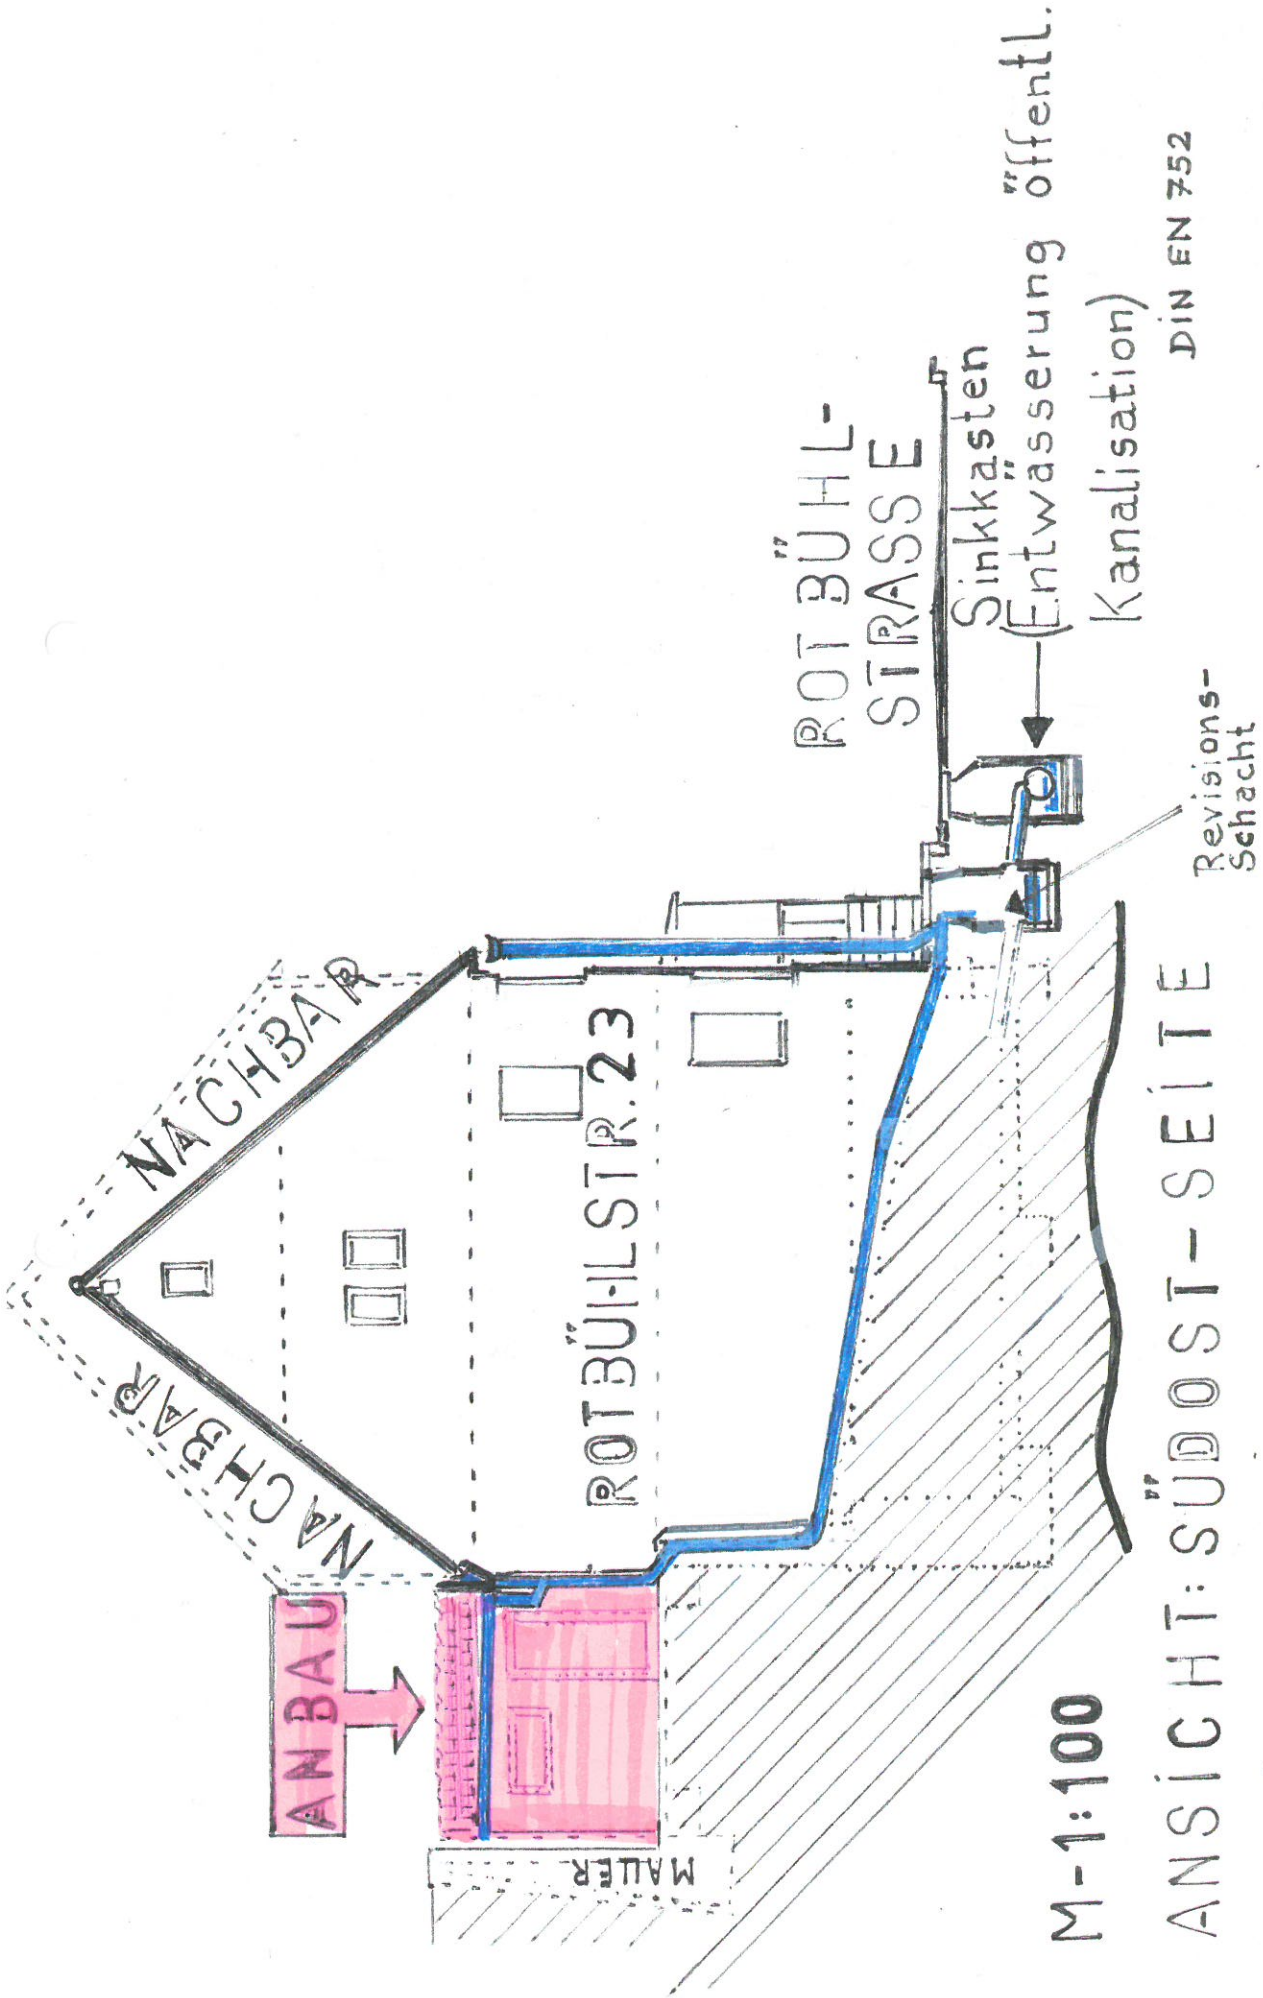 NACHBAR
NACHBAR
ANBAU
ROTBÜHLSTR. 23
MAUER
ROTBÜHL-
STRASSE
Sinkkästen
(Entwässerung öffentl.
Kanalisation)
DIN EN 752
Revisions-
Schacht
M-1:100
ANSICHT: SÜDOST-SEITE